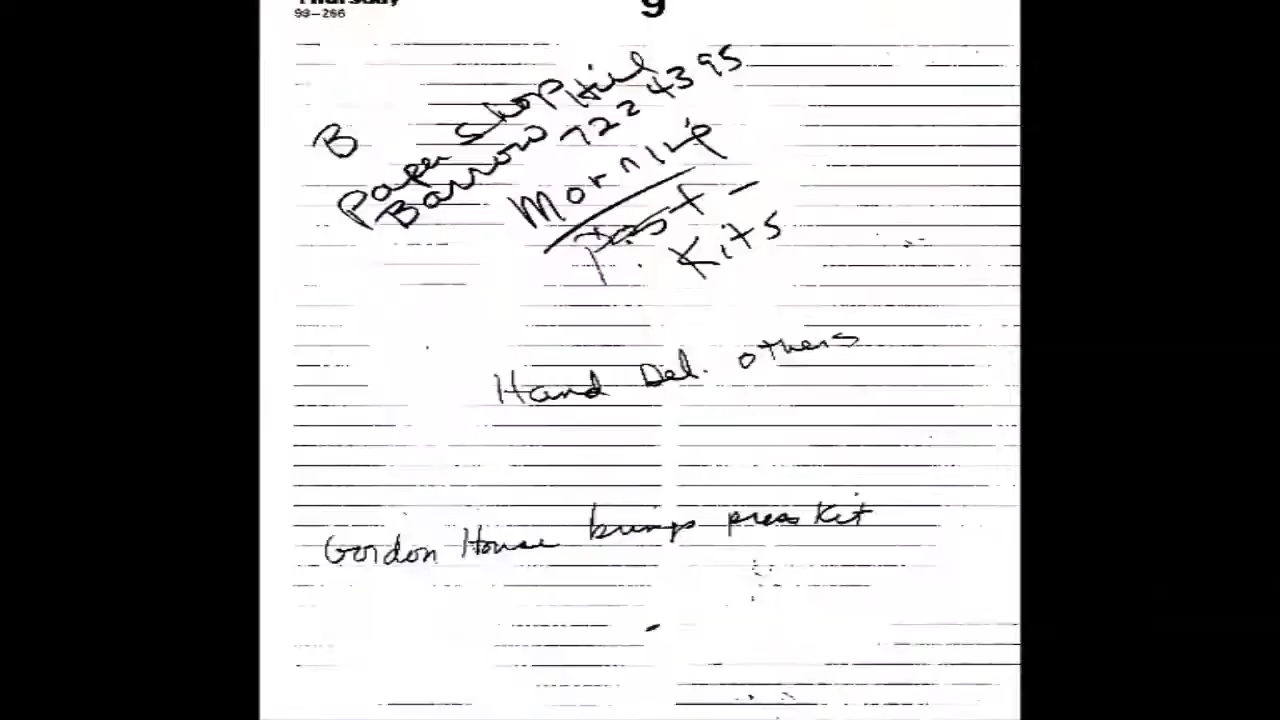 Thursday
99-266
9
B
Paper Shop Hill
Barrow 722 4395
Morning
Post -
Kits
Hand Del. others
Gordon House bumps press Kit